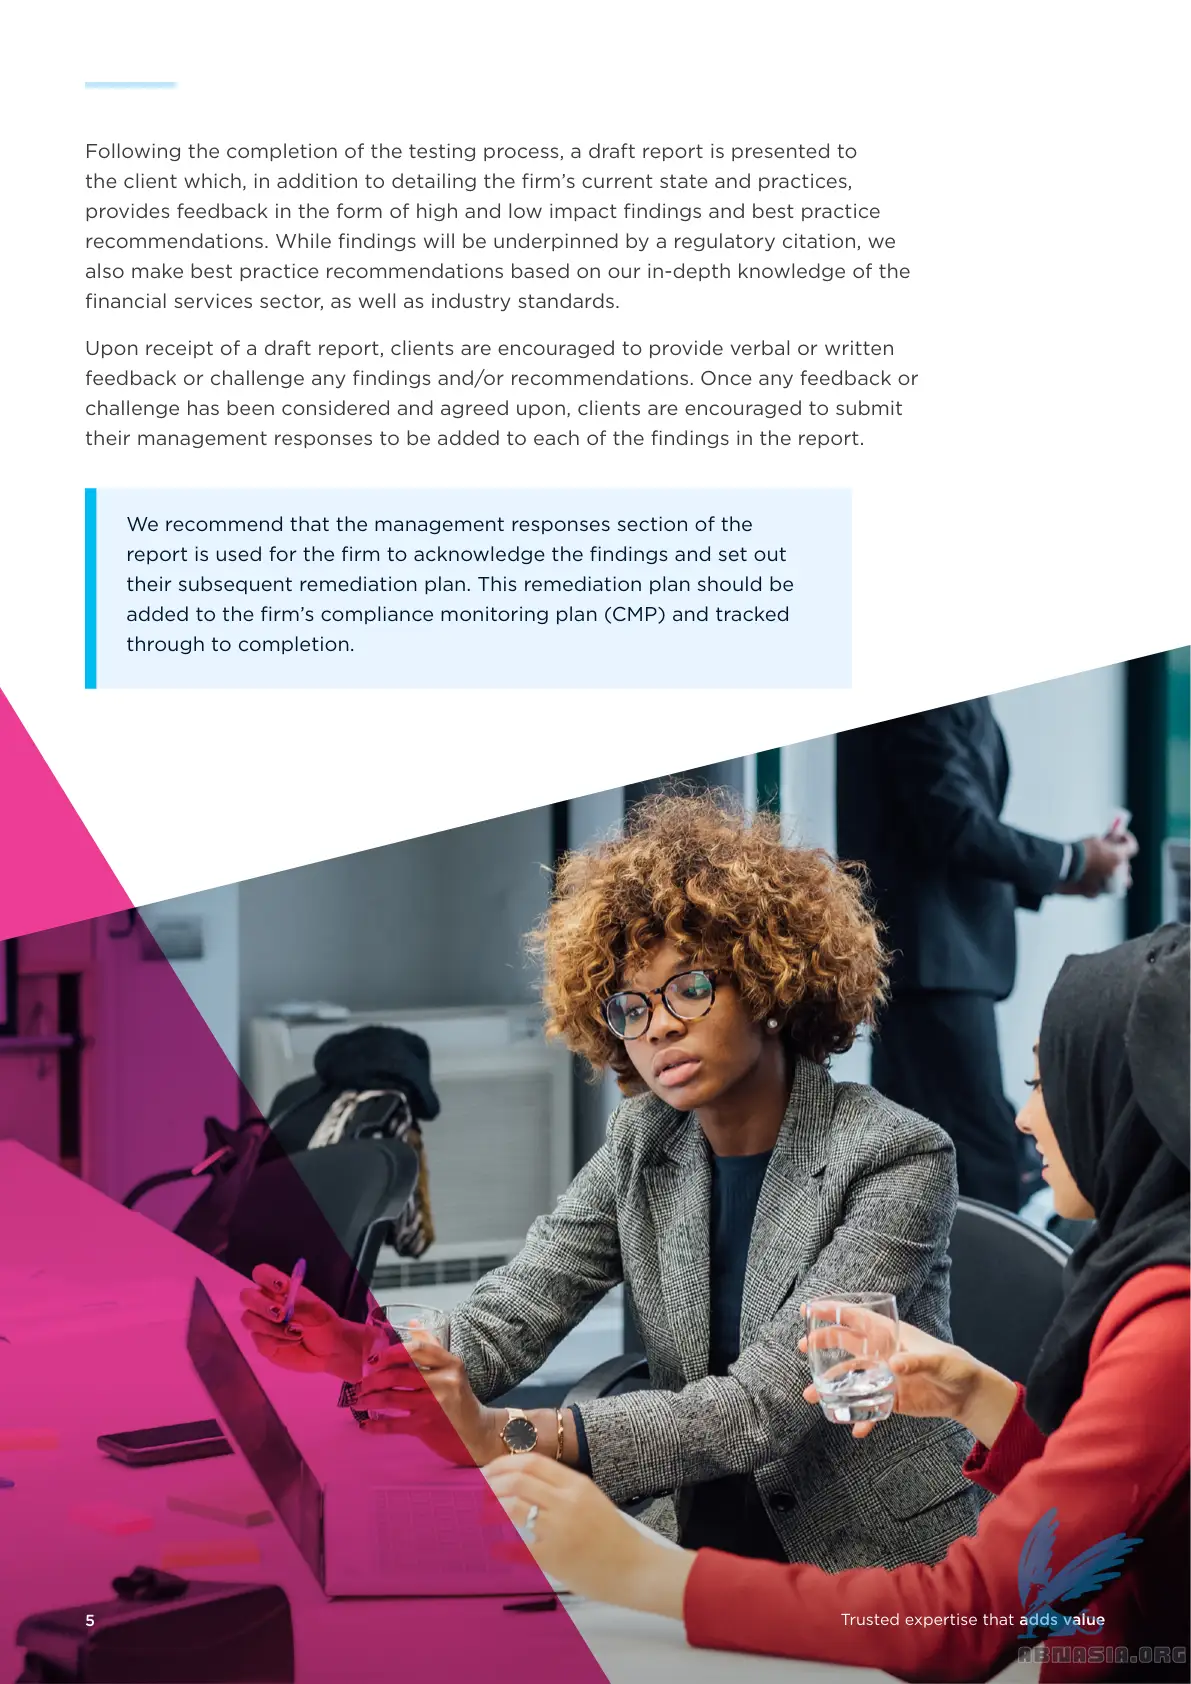 Following the completion of the testing process, a draft report is presented to
the client which, in addition to detailing the firm’s current state and practices,
provides feedback in the form of high and low impact findings and best practice
recommendations. While findings will be underpinned by a regulatory citation, we
also make best practice recommendations based on our in-depth knowledge of the
financial services sector, as well as industry standards.
Upon receipt of a draft report, clients are encouraged to provide verbal or written
feedback or challenge any findings and/or recommendations. Once any feedback or
challenge has been considered and agreed upon, clients are encouraged to submit
their management responses to be added to each of the findings in the report.
We recommend that the management responses section of the
report is used for the firm to acknowledge the findings and set out
their subsequent remediation plan. This remediation plan should be
added to the firm’s compliance monitoring plan (CMP) and tracked
through to completion.
5
Trusted expertise that adds value
ABNASIA.ORG